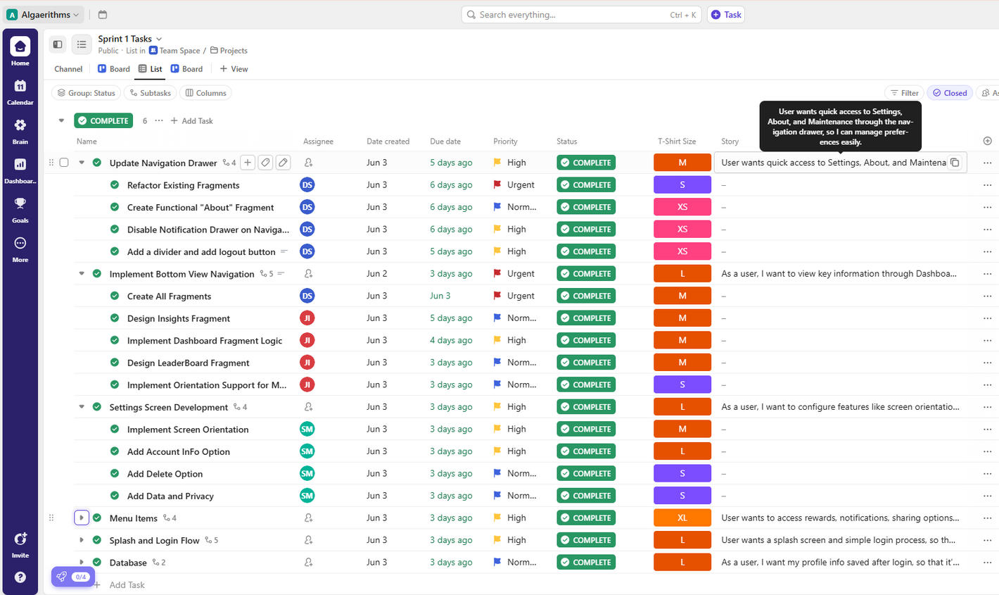 A Algaerithms
Search everything... Ctrl + K
Task
Sprint 1 Tasks
Public · List in Team Space / Projects
Channel Board List Board + View
Group: Status Subtasks Columns Filter Closed As
COMPLETE 6 ... + Add Task
User wants quick access to Settings,
About, and Maintenance through the nav-
igation drawer, so I can manage prefer-
ences easily.
Name Assignee Date created Due date Priority Status T-Shirt Size Story
Update Navigation Drawer 4 Jun 3 5 days ago High COMPLETE M User wants quick access to Settings, About, and Maintena
Refactor Existing Fragments DS Jun 3 6 days ago Urgent COMPLETE S –
Create Functional "About" Fragment DS Jun 3 6 days ago Norm... COMPLETE XS –
Disable Notification Drawer on Naviga... DS Jun 3 6 days ago High COMPLETE XS –
Add a divider and add logout button DS Jun 3 5 days ago High COMPLETE XS –
Implement Bottom View Navigation 5 Jun 2 3 days ago Urgent COMPLETE L As a user, I want to view key information through Dashboa...
Create All Fragments DS Jun 3 Jun 3 Urgent COMPLETE M –
Design Insights Fragment JI Jun 3 5 days ago Norm... COMPLETE M –
Implement Dashboard Fragment Logic JI Jun 3 4 days ago High COMPLETE M –
Design LeaderBoard Fragment JI Jun 3 3 days ago Norm... COMPLETE M –
Implement Orientation Support for M... JI Jun 3 3 days ago Norm... COMPLETE S –
Settings Screen Development 4 Jun 3 3 days ago High COMPLETE L As a user, I want to configure features like screen orientatio...
Implement Screen Orientation SM Jun 3 3 days ago High COMPLETE M –
Add Account InFo Option SM Jun 3 3 days ago High COMPLETE L –
Add Delete Option SM Jun 3 3 days ago Norm... COMPLETE S –
Add Data and Privacy SM Jun 3 3 days ago Norm... COMPLETE S –
Menu Items 4 Jun 3 3 days ago High COMPLETE XL User wants to access rewards, notifications, sharing options...
Splash and Login Flow 5 Jun 3 3 days ago High COMPLETE L User wants a splash screen and simple login process, so th...
Database 2 Jun 3 3 days ago Norm... COMPLETE L As a user, I want my profile info saved after login, so that it'...
+ Add Task
Home
11
Calendar
Brain
Dashboar..
Goals
More
Invite
?
0/4